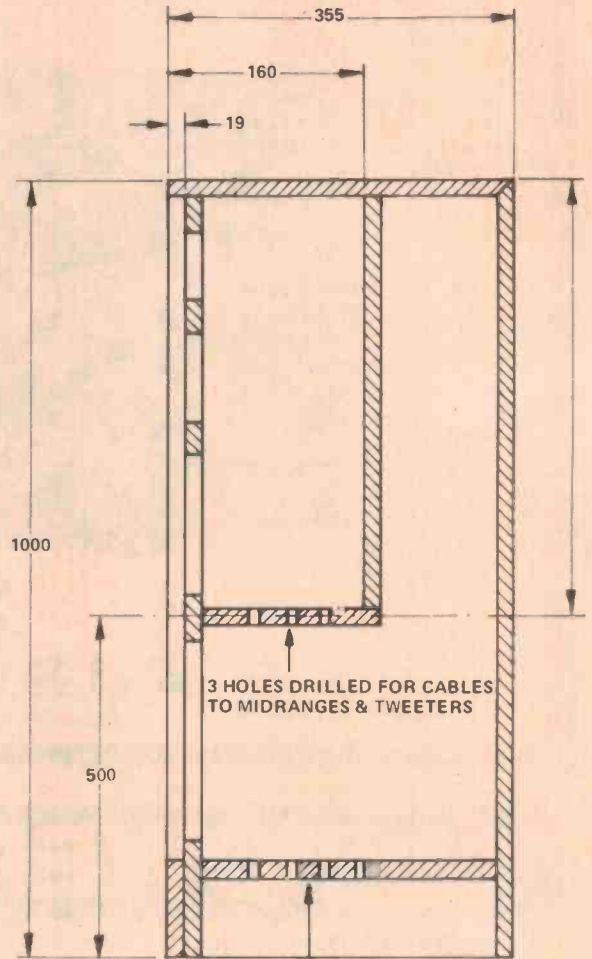 355
160
19
1000
3 HOLES DRILLED FOR CABLES
TO MIDRANGES & TWEETERS
500